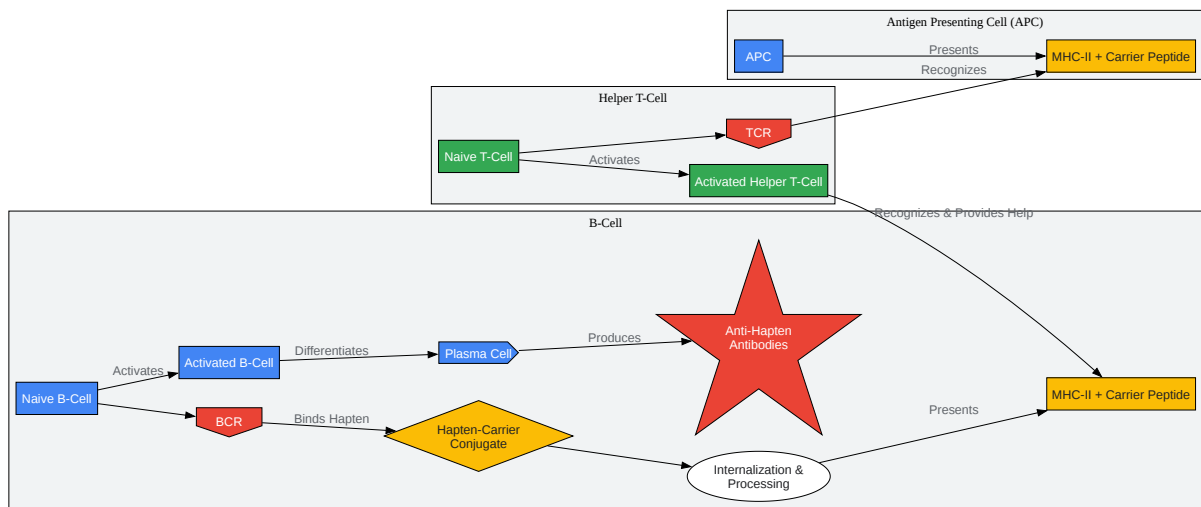 Antigen Presenting Cell (APC)
APC
Presents
MHC-II + Carrier Peptide
Recognizes
Helper T-Cell
TCR
Naive T-Cell
Activates
Activated Helper T-Cell
Recognizes & Provides Help
B-Cell
Anti-Hapten
Antibodies
Produces
Plasma Cell
Differentiates
Activated B-Cell
Activates
Naive B-Cell
BCR
Binds Hapten
Hapten-Carrier
Conjugate
Internalization &
Processing
Presents
MHC-II + Carrier Peptide